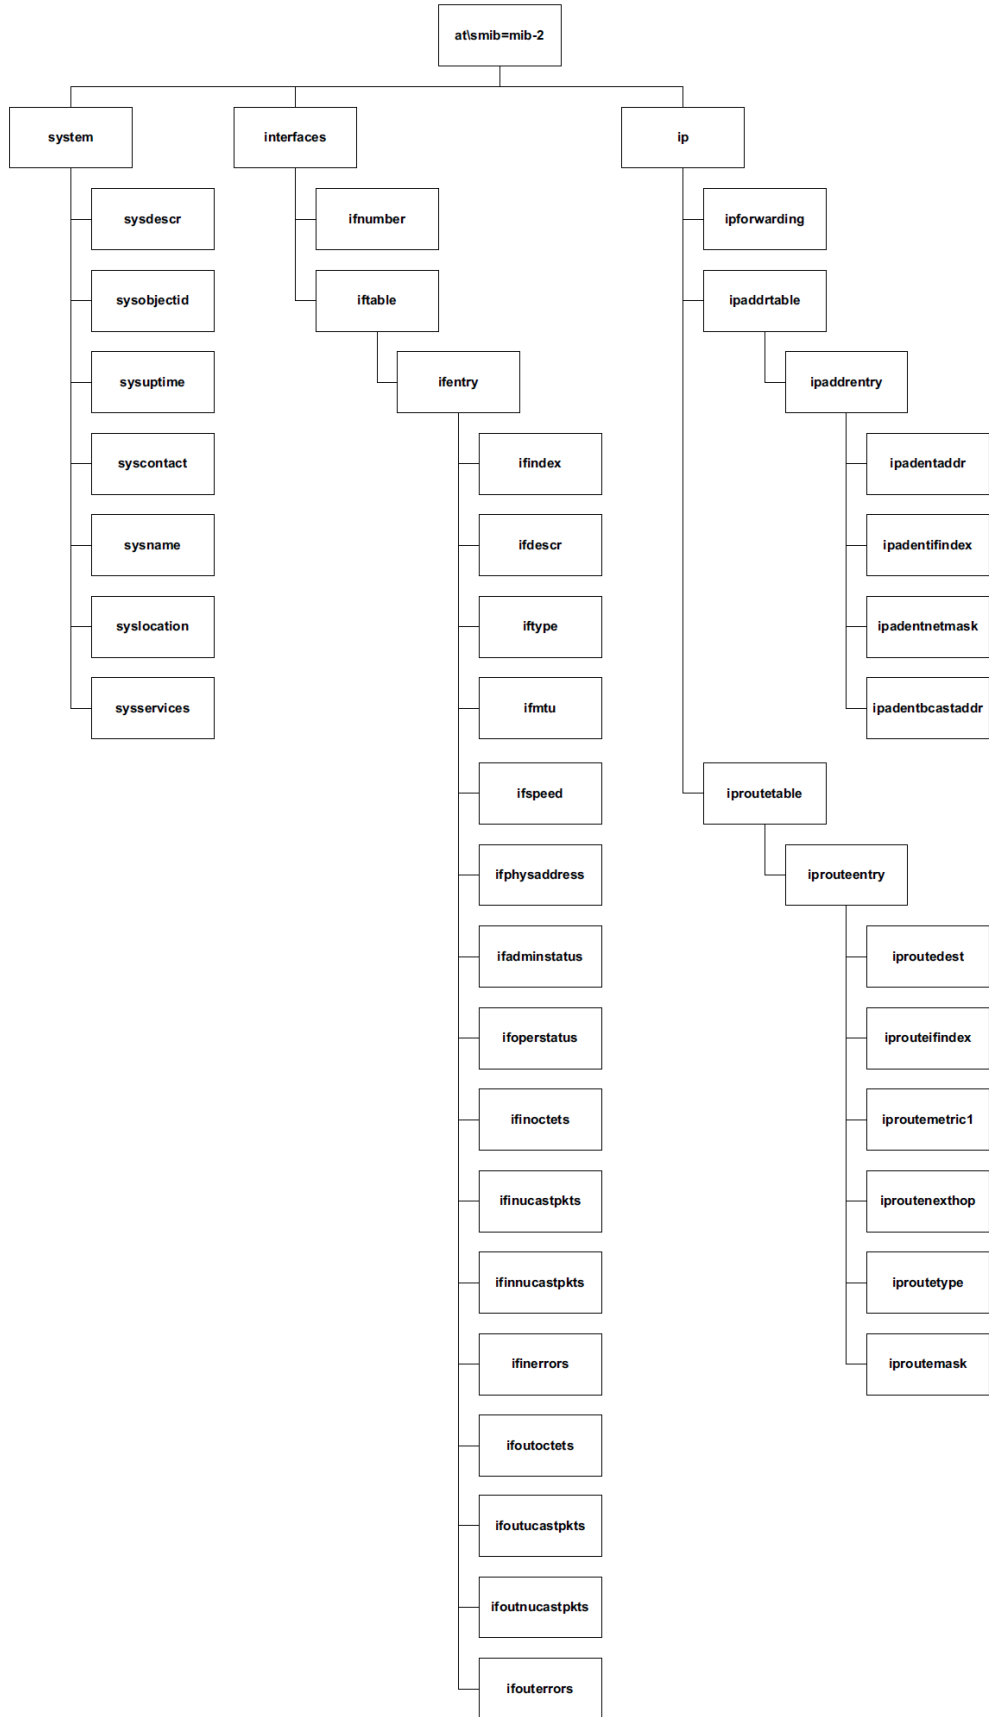 at\smib=mib-2
system
interfaces
ip
sysdescr
ifnumber
ipforwarding
sysobjectid
iftable
ipaddrtable
sysuptime
ifentry
ipaddrentry
syscontact
ifindex
ipadentaddr
sysname
ifdescr
ipadentifindex
syslocation
iftype
ipadentnetmask
sysservices
ifmtu
ipadentbcastaddr
ifspeed
iproutetable
ifphysaddress
iprouteentry
ifadminstatus
iproutedest
ifoperstatus
iprouteifindex
ifinoctets
iproutemetric1
ifinucastpkts
iproutenexthop
ifinnucastpkts
iproutetype
ifinerrors
iproutemask
ifoutoctets
ifoutucastpkts
ifoutnucastpkts
ifouterrors